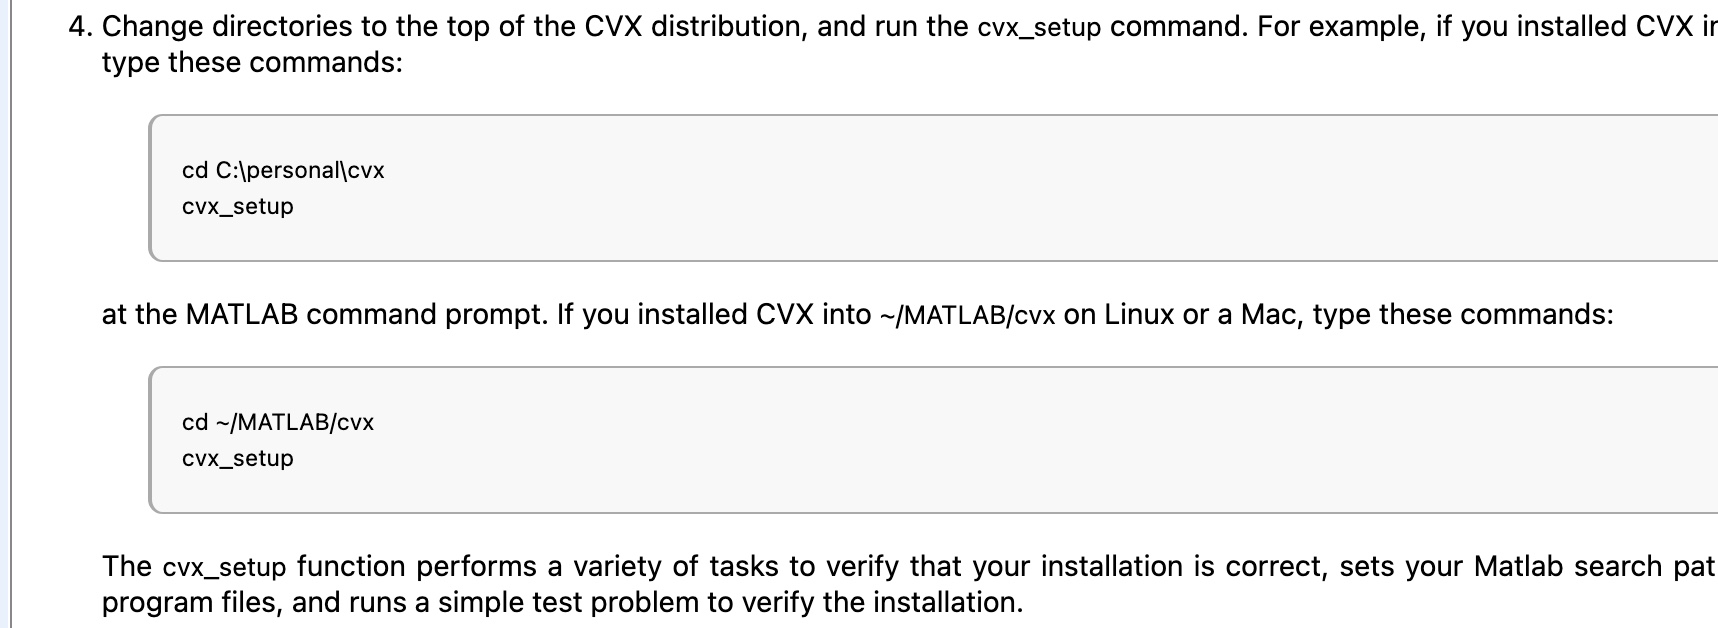 4. Change directories to the top of the CVX distribution, and run the cvx_setup command. For example, if you installed CVX
type these commands:
cd C:\personal\cvx
cvx_setup
at the MATLAB command prompt. If you installed CVX into ~/MATLAB/cvx on Linux or a Mac, type these commands:
cd ~/MATLAB/cvx
cvx_setup
The cvx_setup function performs a variety of tasks to verify that your installation is correct, sets your Matlab search
program files, and runs a simple test problem to verify the installation.